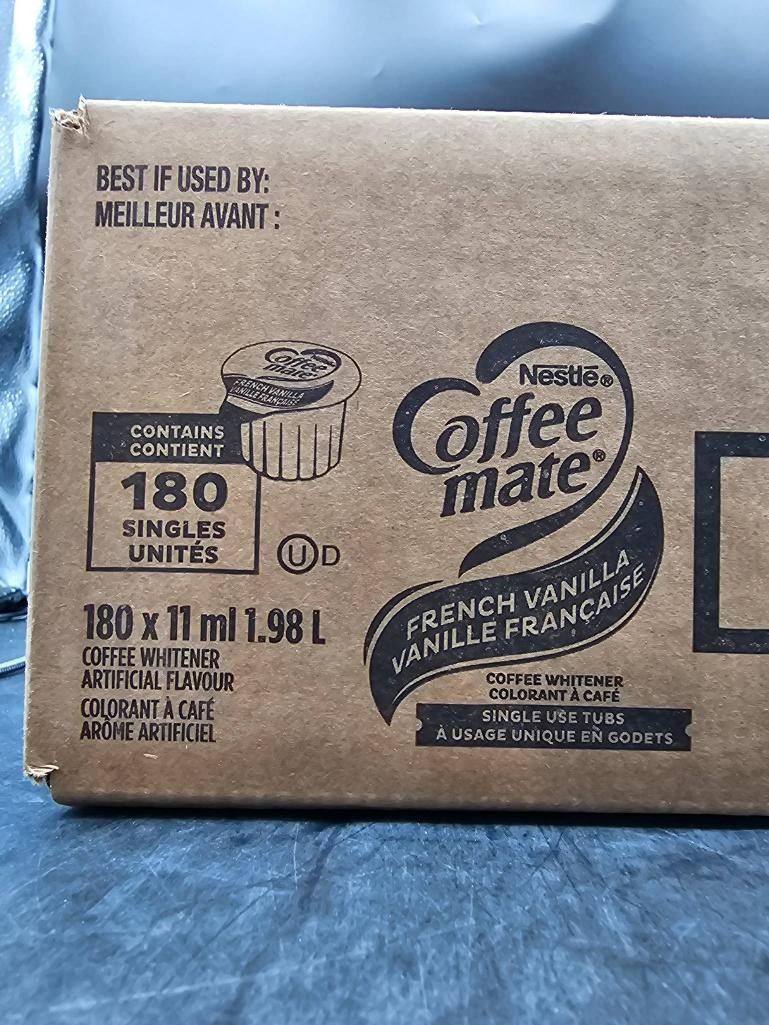 BEST IF USED BY:
MEILLEUR AVANT :
Coffee
mate
FRENCH VANILLA
VANILLE FRANÇAISE
CONTAINS
CONTIENT
180
SINGLES
UNITÉS
U D
180 x 11 ml 1.98 L
COFFEE WHITENER
ARTIFICIAL FLAVOUR
COLORANT À CAFÉ
ARÔME ARTIFICIEL
Nestlé®
Coffee
mate®
FRENCH VANILLA
VANILLE FRANÇAISE
COFFEE WHITENER
COLORANT À CAFÉ
SINGLE USE TUBS
À USAGE UNIQUE EN GODETS